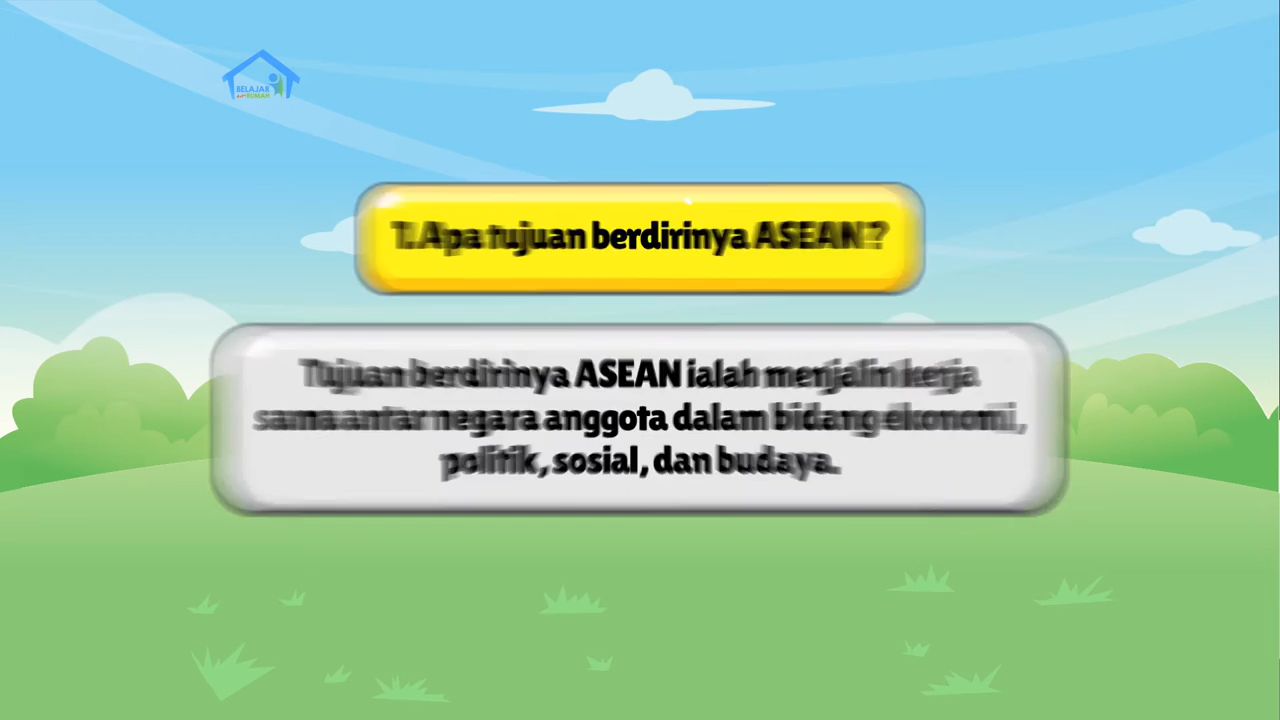 BELAJAR
dari RUMAH
1. Apa tujuan berdirinya ASEAN ?
Tujuan berdirinya ASEAN ialah menjalin kerja
sama antar negara anggota dalam bidang ekonomi,
politik, sosial, dan budaya.